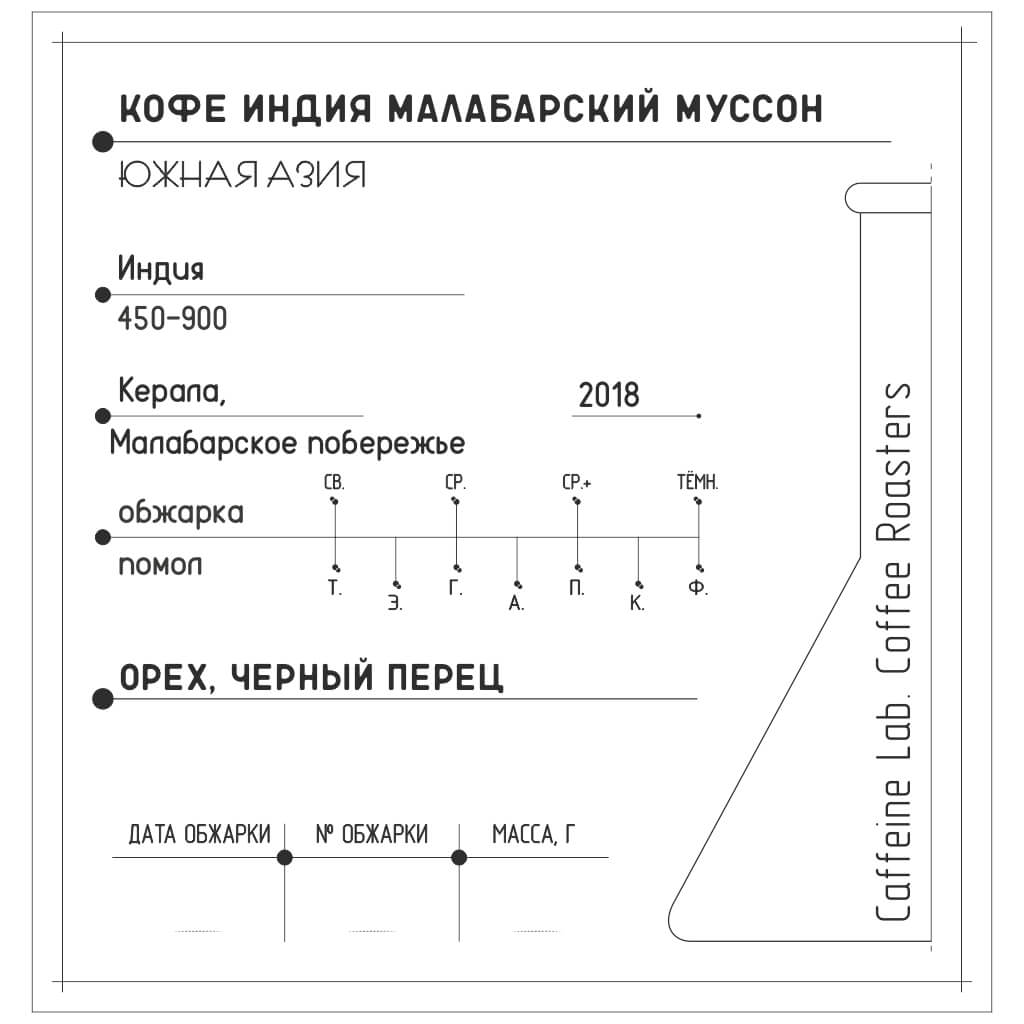 КОФЕ ИНДИЯ МАЛАБАРСКИЙ МУССОН
ЮЖНАЯ АЗИЯ
Индия
450-900
Керала,
2018
Малабарское побережье
СВ. СР. СР.+ ТЁМН.
обжарка
помол
Т. Э. Г. А. П. К. Ф.
ОРЕХ, ЧЕРНЫЙ ПЕРЕЦ
ДАТА ОБЖАРКИ № ОБЖАРКИ МАССА, Г
Caffeine Lab. Coffee Roasters